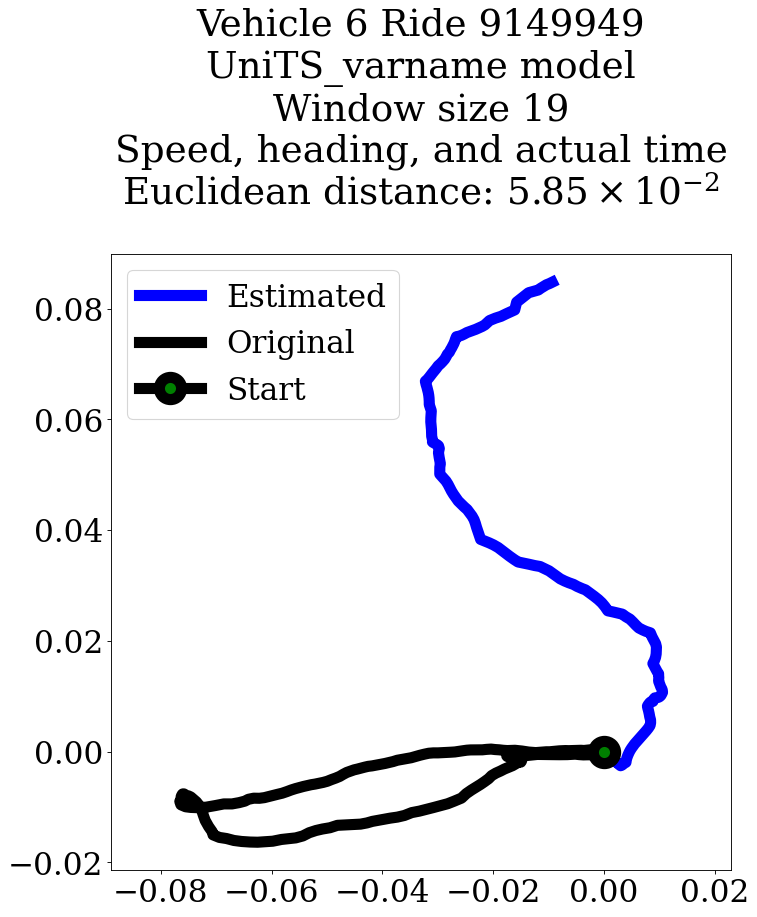 Vehicle 6 Ride 9149949
UniTS_varname model
Window size 19
Speed, heading, and actual time
Euclidean distance: 5.85 × 10⁻²
Estimated
Original
Start
0.08
0.06
0.04
0.02
0.00
−0.02
−0.08 −0.06 −0.04 −0.02 0.00 0.02